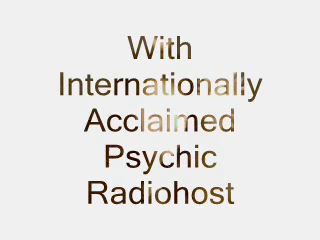 With
Internationally
Acclaimed
Psychic
Radiohost